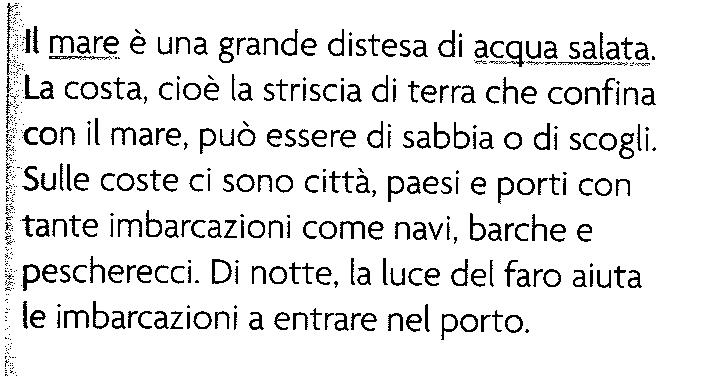 Il mare è una grande distesa di acqua salata.
La costa, cioè la striscia di terra che confina
con il mare, può essere di sabbia o di scogli.
Sulle coste ci sono città, paesi e porti con
tante imbarcazioni come navi, barche e
pescherecci. Di notte, la luce del faro aiuta
le imbarcazioni a entrare nel porto.